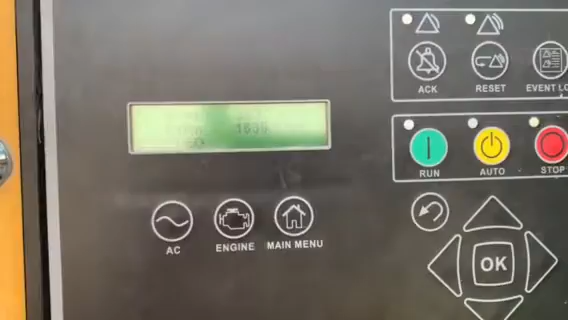 ACK
RESET
EVENT LO
RUN
AUTO
STOP
AC
ENGINE
MAIN MENU
OK